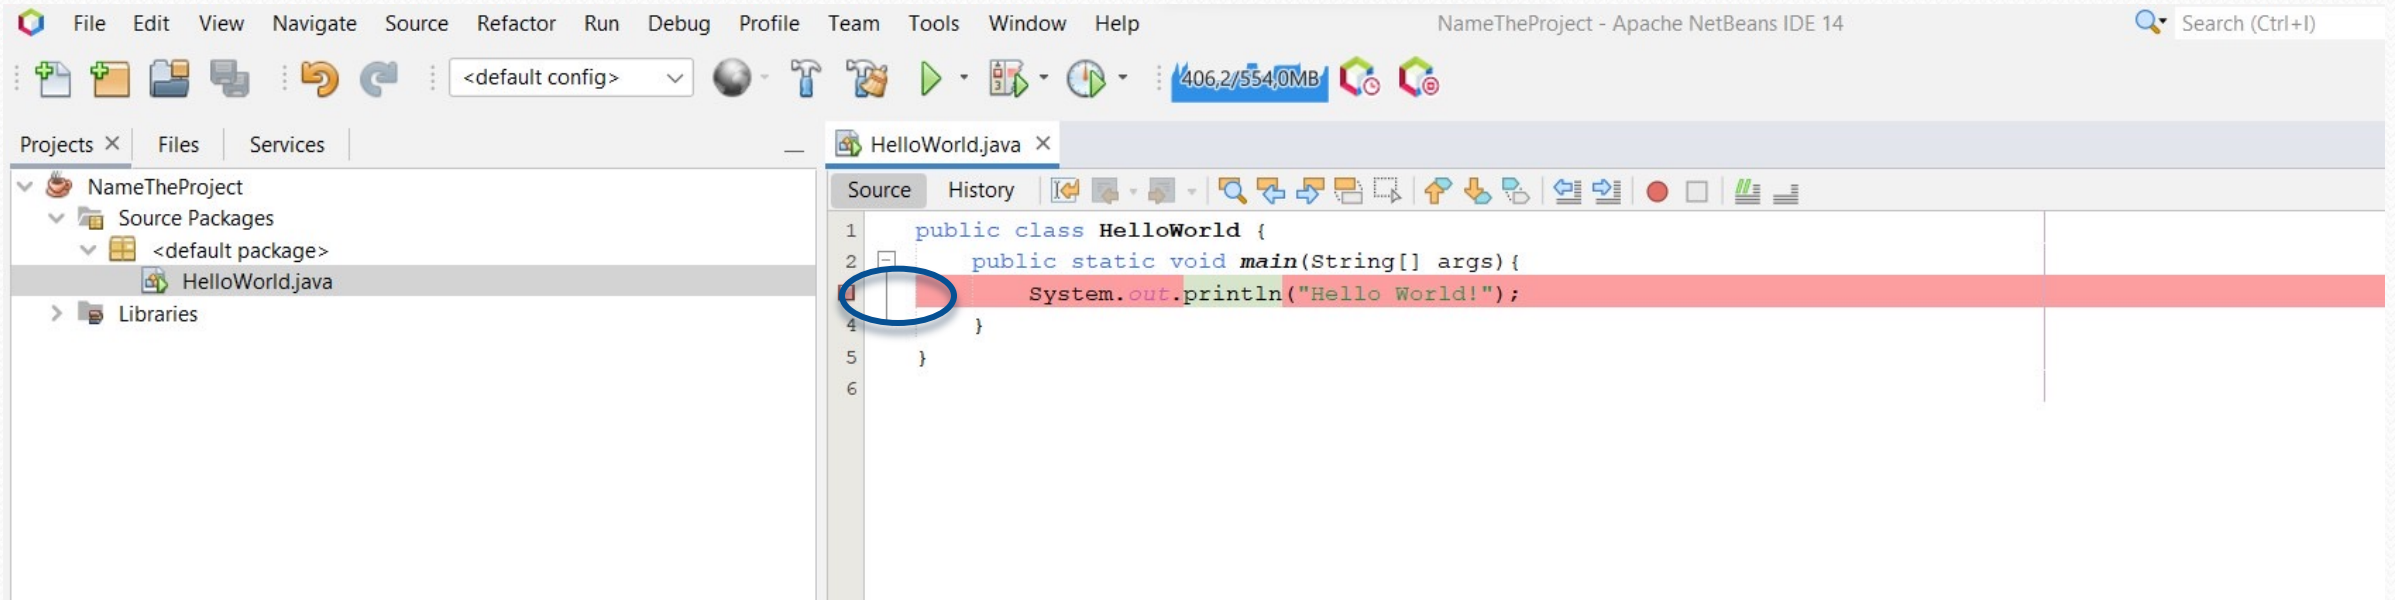 File Edit View Navigate Source Refactor Run Debug Profile Team Tools Window Help NameTheProject - Apache NetBeans IDE 14 Search (Ctrl+I)
<default config> 406,2/554,0MB
Projects Files Services HelloWorld.java
NameTheProject
Source Packages
<default package>
HelloWorld.java
Libraries
Source History
1 public class HelloWorld {
2 public static void main(String[] args){
System.out.println("Hello World!");
4 }
5 }
6